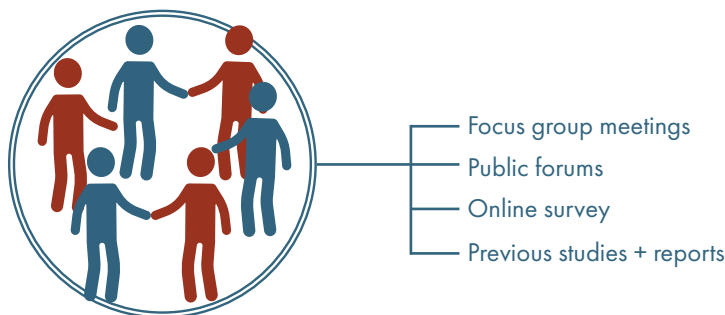 Focus group meetings
Public forums
Online survey
Previous studies + reports